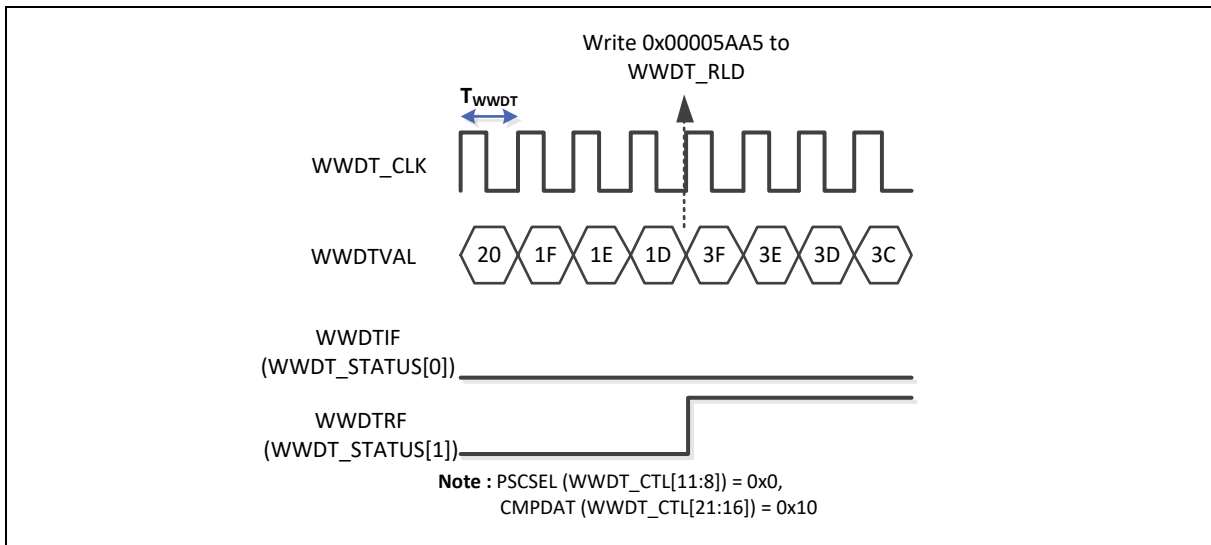 Write 0x00005AA5 to
WWDT_RLD
TWWDT
WWDT_CLK
WWDTVAL 20 1F 1E 1D 3F 3E 3D 3C
WWDTIF
(WWDT_STATUS[0])
WWDTRF
(WWDT_STATUS[1])
Note : PSCSEL (WWDT_CTL[11:8]) = 0x0,
CMPDAT (WWDT_CTL[21:16]) = 0x10